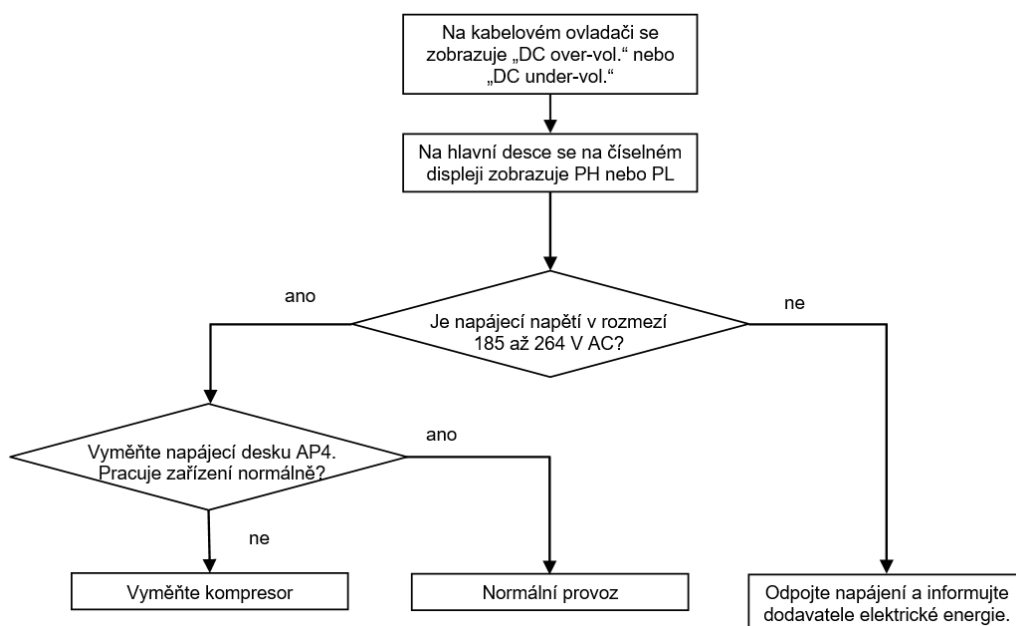 Na kabelovém ovladači se
zobrazuje „DC over-vol.“ nebo
„DC under-vol.“
Na hlavní desce se na číselném
displeji zobrazuje PH nebo PL
ano
ne
Je napájecí napětí v rozmezí
185 až 264 V AC?
Vyměňte napájecí desku AP4.
Pracuje zařízení normálně?
ano
ne
Vyměňte kompresor
Normální provoz
Odpojte napájení a informujte
dodavatele elektrické energie.